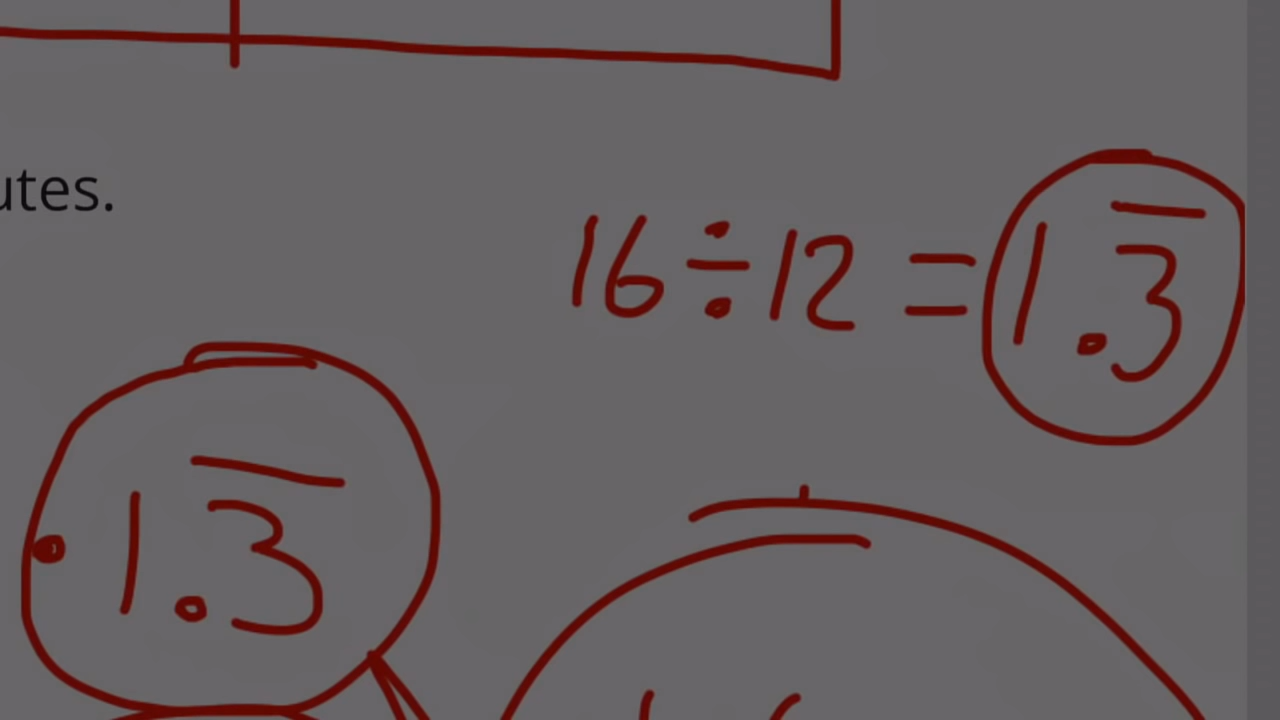 utes.
16÷12 = 1.3̅
1.3̅